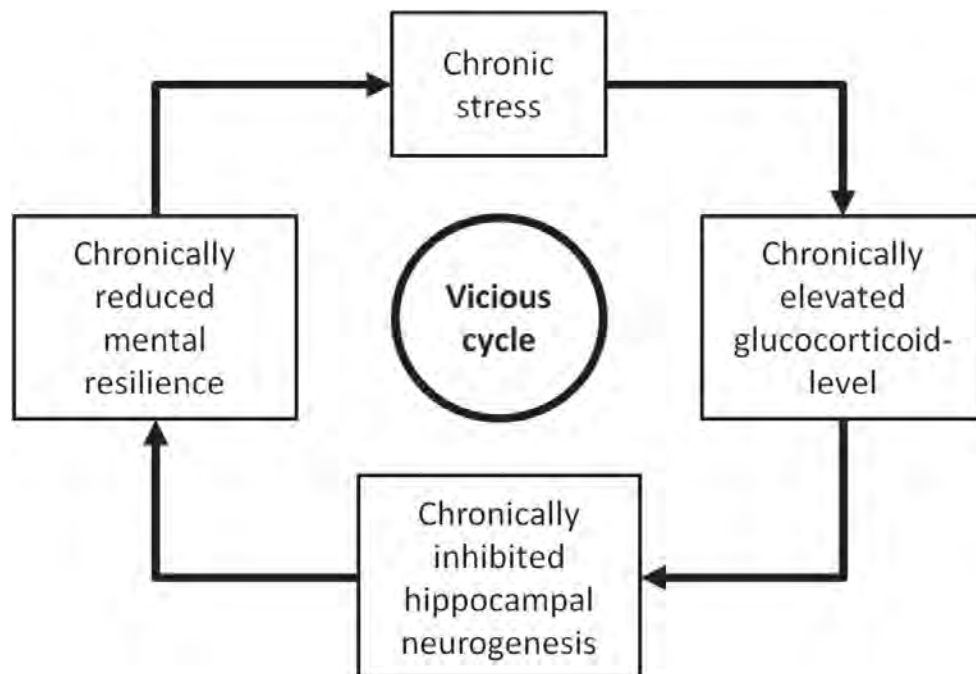 Chronic
stress
Chronically
elevated
glucocorticoid-
level
Chronically
inhibited
hippocampal
neurogenesis
Chronically
reduced
mental
resilience
Vicious
cycle